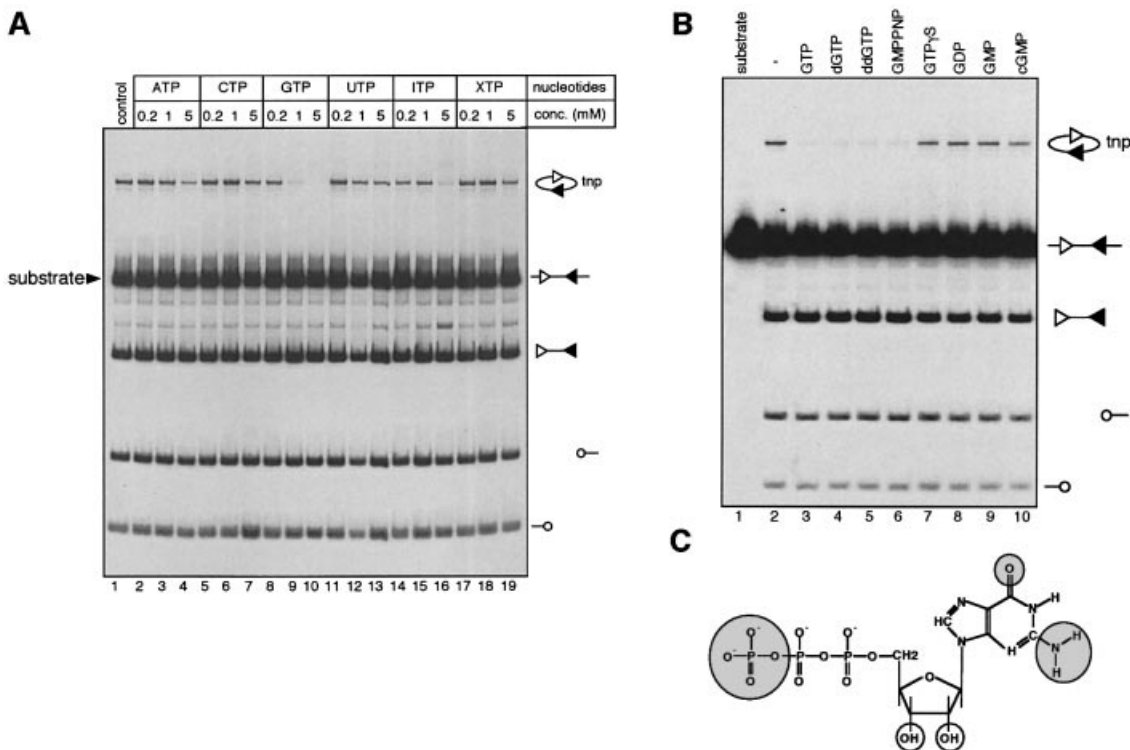 A
control
ATP CTP GTP UTP ITP XTP nucleotides
0.2 1 5 0.2 1 5 0.2 1 5 0.2 1 5 0.2 1 5 0.2 1 5 conc. (mM)
tnp
substrate
1 2 3 4 5 6 7 8 9 10 11 12 13 14 15 16 17 18 19
B
substrate - GTP dGTP ddGTP GMPPNP GTPγS GDP GMP cGMP
tnp
1 2 3 4 5 6 7 8 9 10
C
O
O⁻ O⁻ O⁻ N N H
O⁻ P O P O P O CH2 HC N H C N H
O O O O H
OH OH